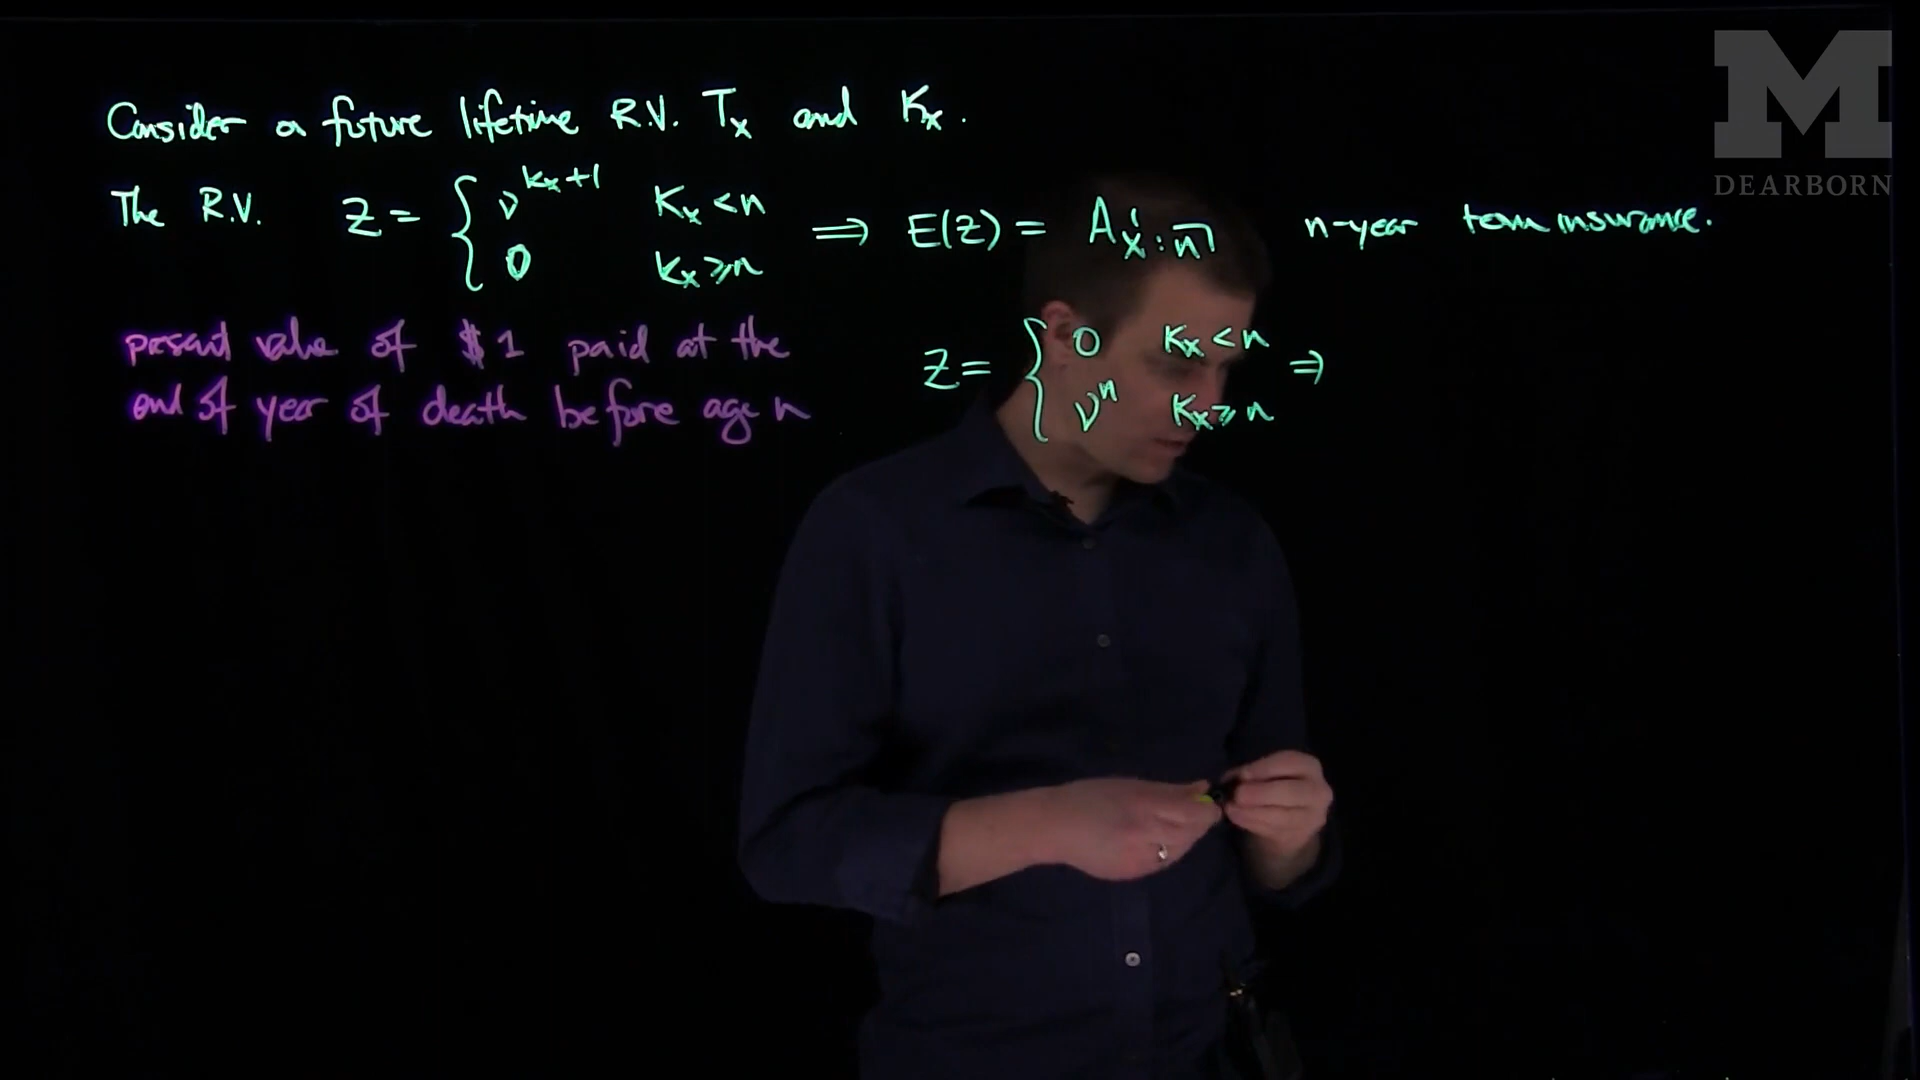 Consider a future lifetime R.V. Tx and Kx.
The R.V. Z = { ν^(Kx+1) Kx < n
0 Kx ≥ n ⇒ E(Z) = A^1_x:n̅| n-year term insurance.
present value of $1 paid at the
end of year of death before age n
Z = { 0 Kx < n
ν^n Kx ≥ n ⇒
M
DEARBORN